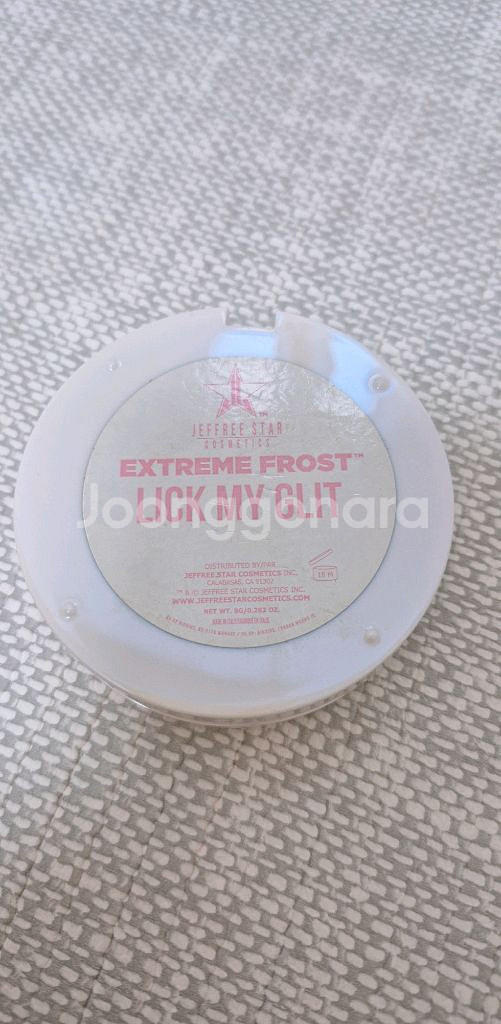 JEFFREE STAR
COSMETICS
EXTREME FROST™
LICK MY CLIT
Joonggonara
DISTRIBUTED BY/PAR
JEFFREE STAR COSMETICS INC.
CALABASAS, CA 91302
18 M
™ & © JEFFREE STAR COSMETICS INC.
WWW.JEFFREESTARCOSMETICS.COM
NET WT. 8G/0.282 OZ.